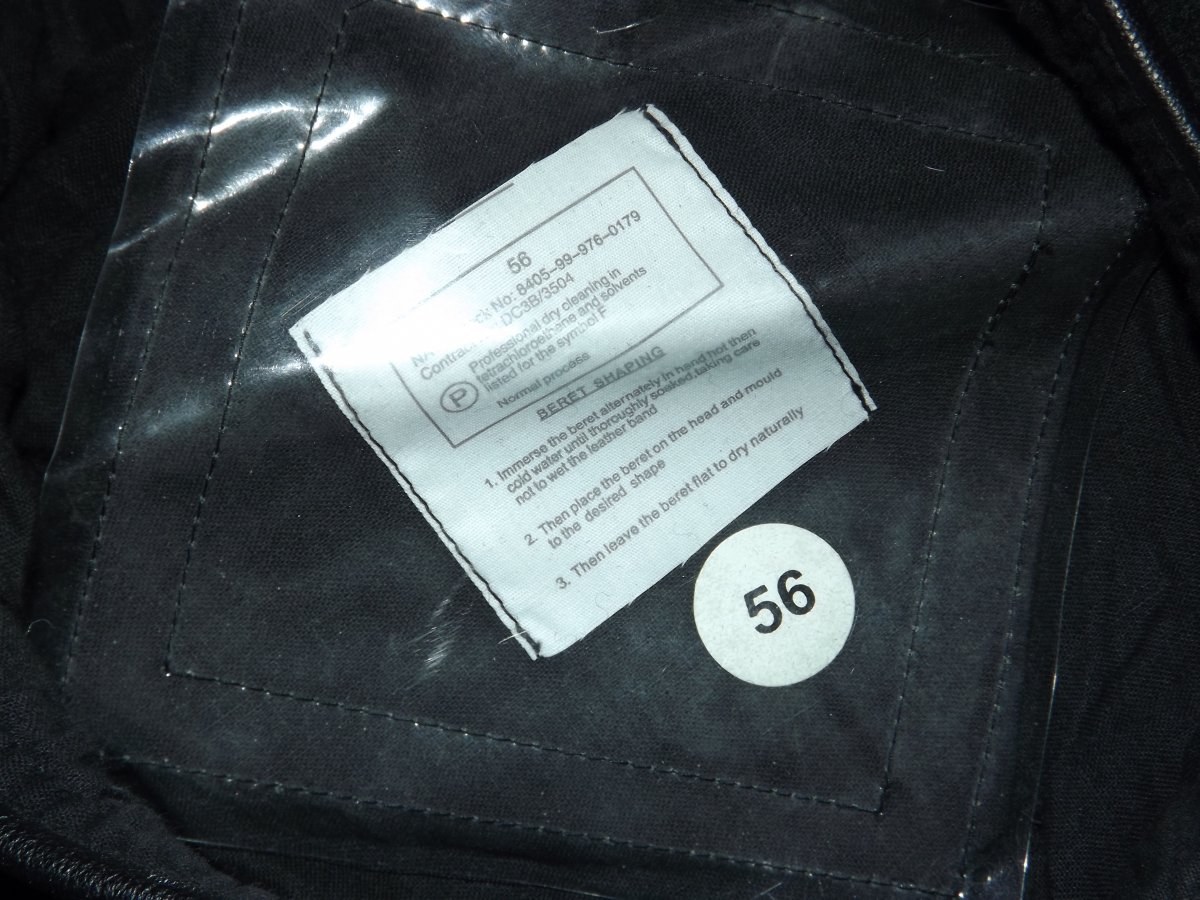 56
No: 8405-99-976-0179
Contract DC3B/3504
P
Professional dry cleaning in
tetrachloroethane and solvents
listed for the symbol F
Normal process
BERET SHAPING
1. Immerse the beret alternately in hand hot then
cold water until thoroughly soaked,taking care
not to wet the leather band
2. Then place the beret on the head and mould
to the desired shape
3. Then leave the beret flat to dry naturally
56